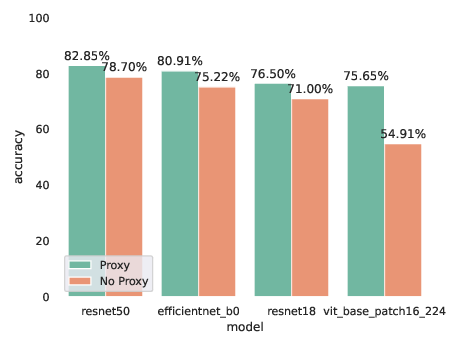 100
80
60
40
20
0
accuracy
82.85%
78.70%
80.91%
75.22%
76.50%
71.00%
75.65%
54.91%
Proxy
No Proxy
resnet50
efficientnet_b0
resnet18
vit_base_patch16_224
model